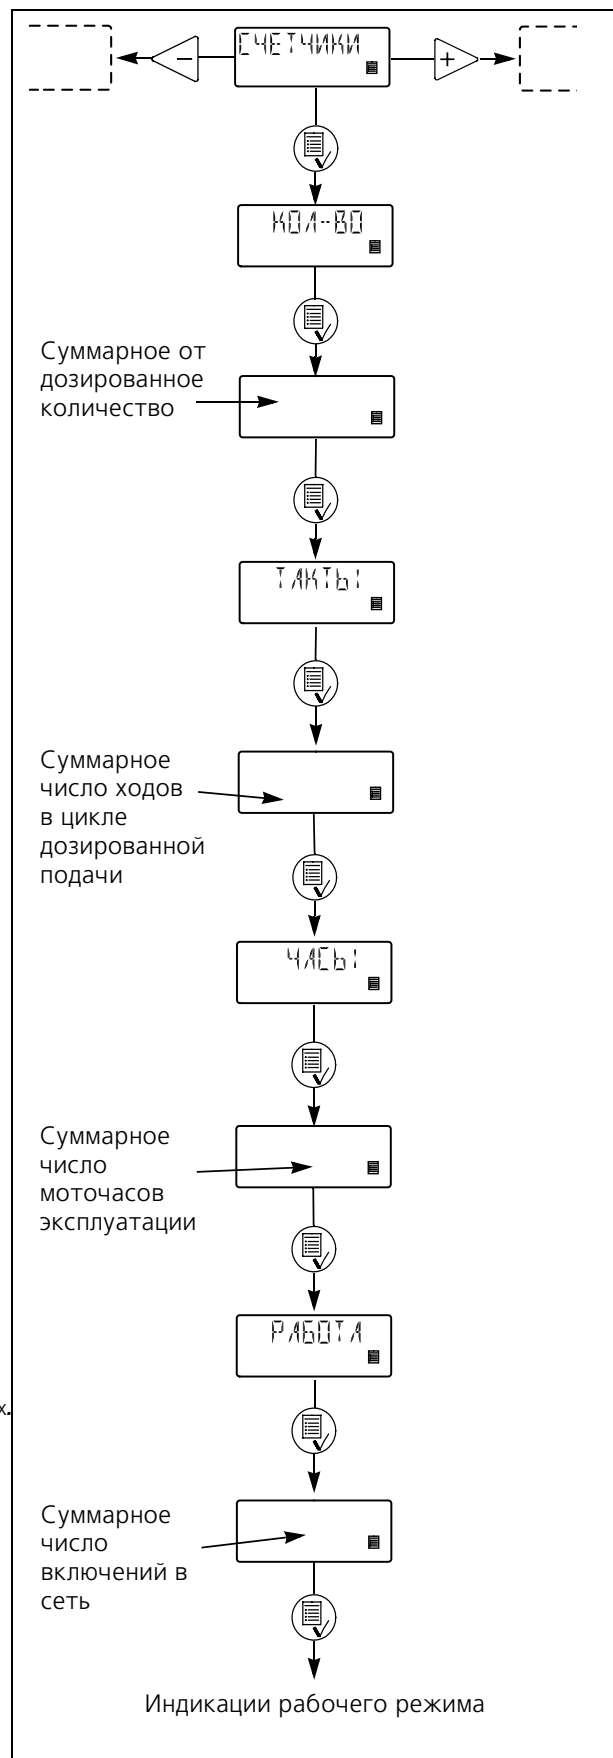 СЧЕТЧИКИ
− +
КОЛ-ВО
Суммарное от
дозированное
количество
ТАКТЫ
Суммарное
число ходов
в цикле
дозированной
подачи
ЧАСЫ
Суммарное
число
моточасов
эксплуатации
РАБОТА
х.
Суммарное
число
включений в
сеть
Индикации рабочего режима